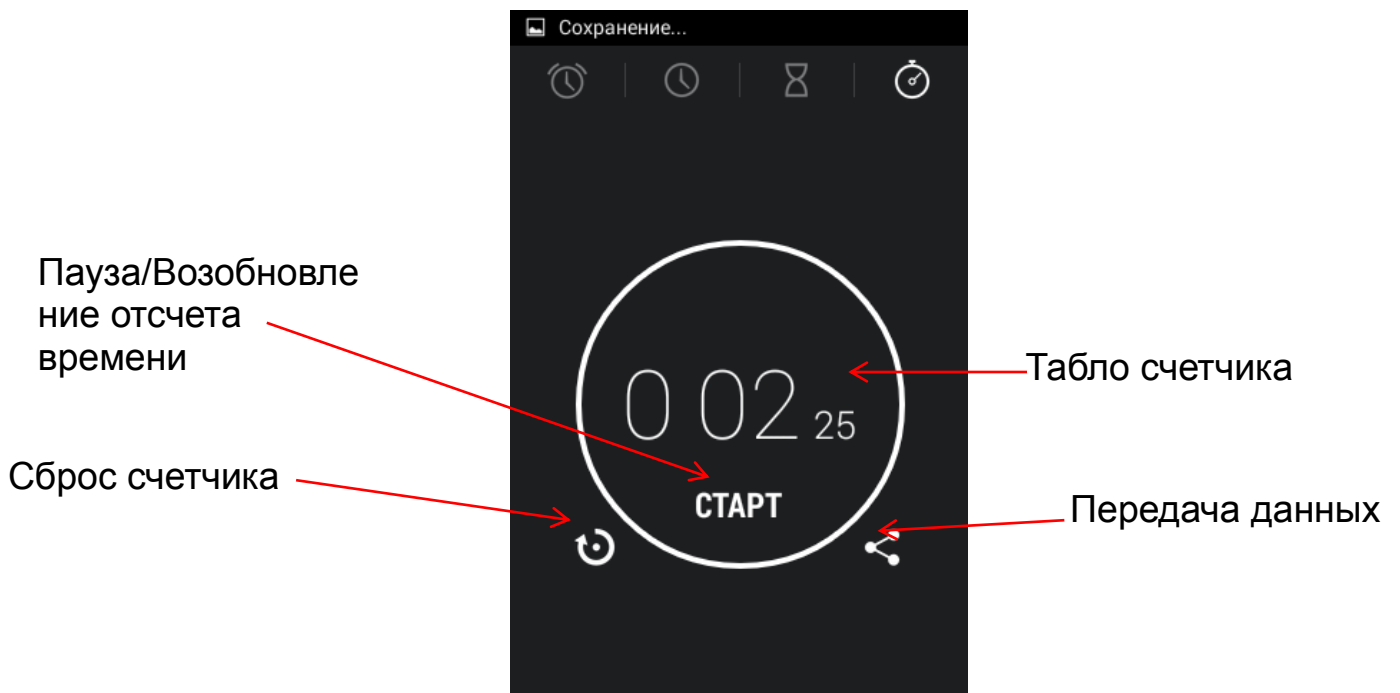 Сохранение...
Пауза/Возобновле
ние отсчета
времени
0 02 25
Табло счетчика
Сброс счетчика
СТАРТ
Передача данных